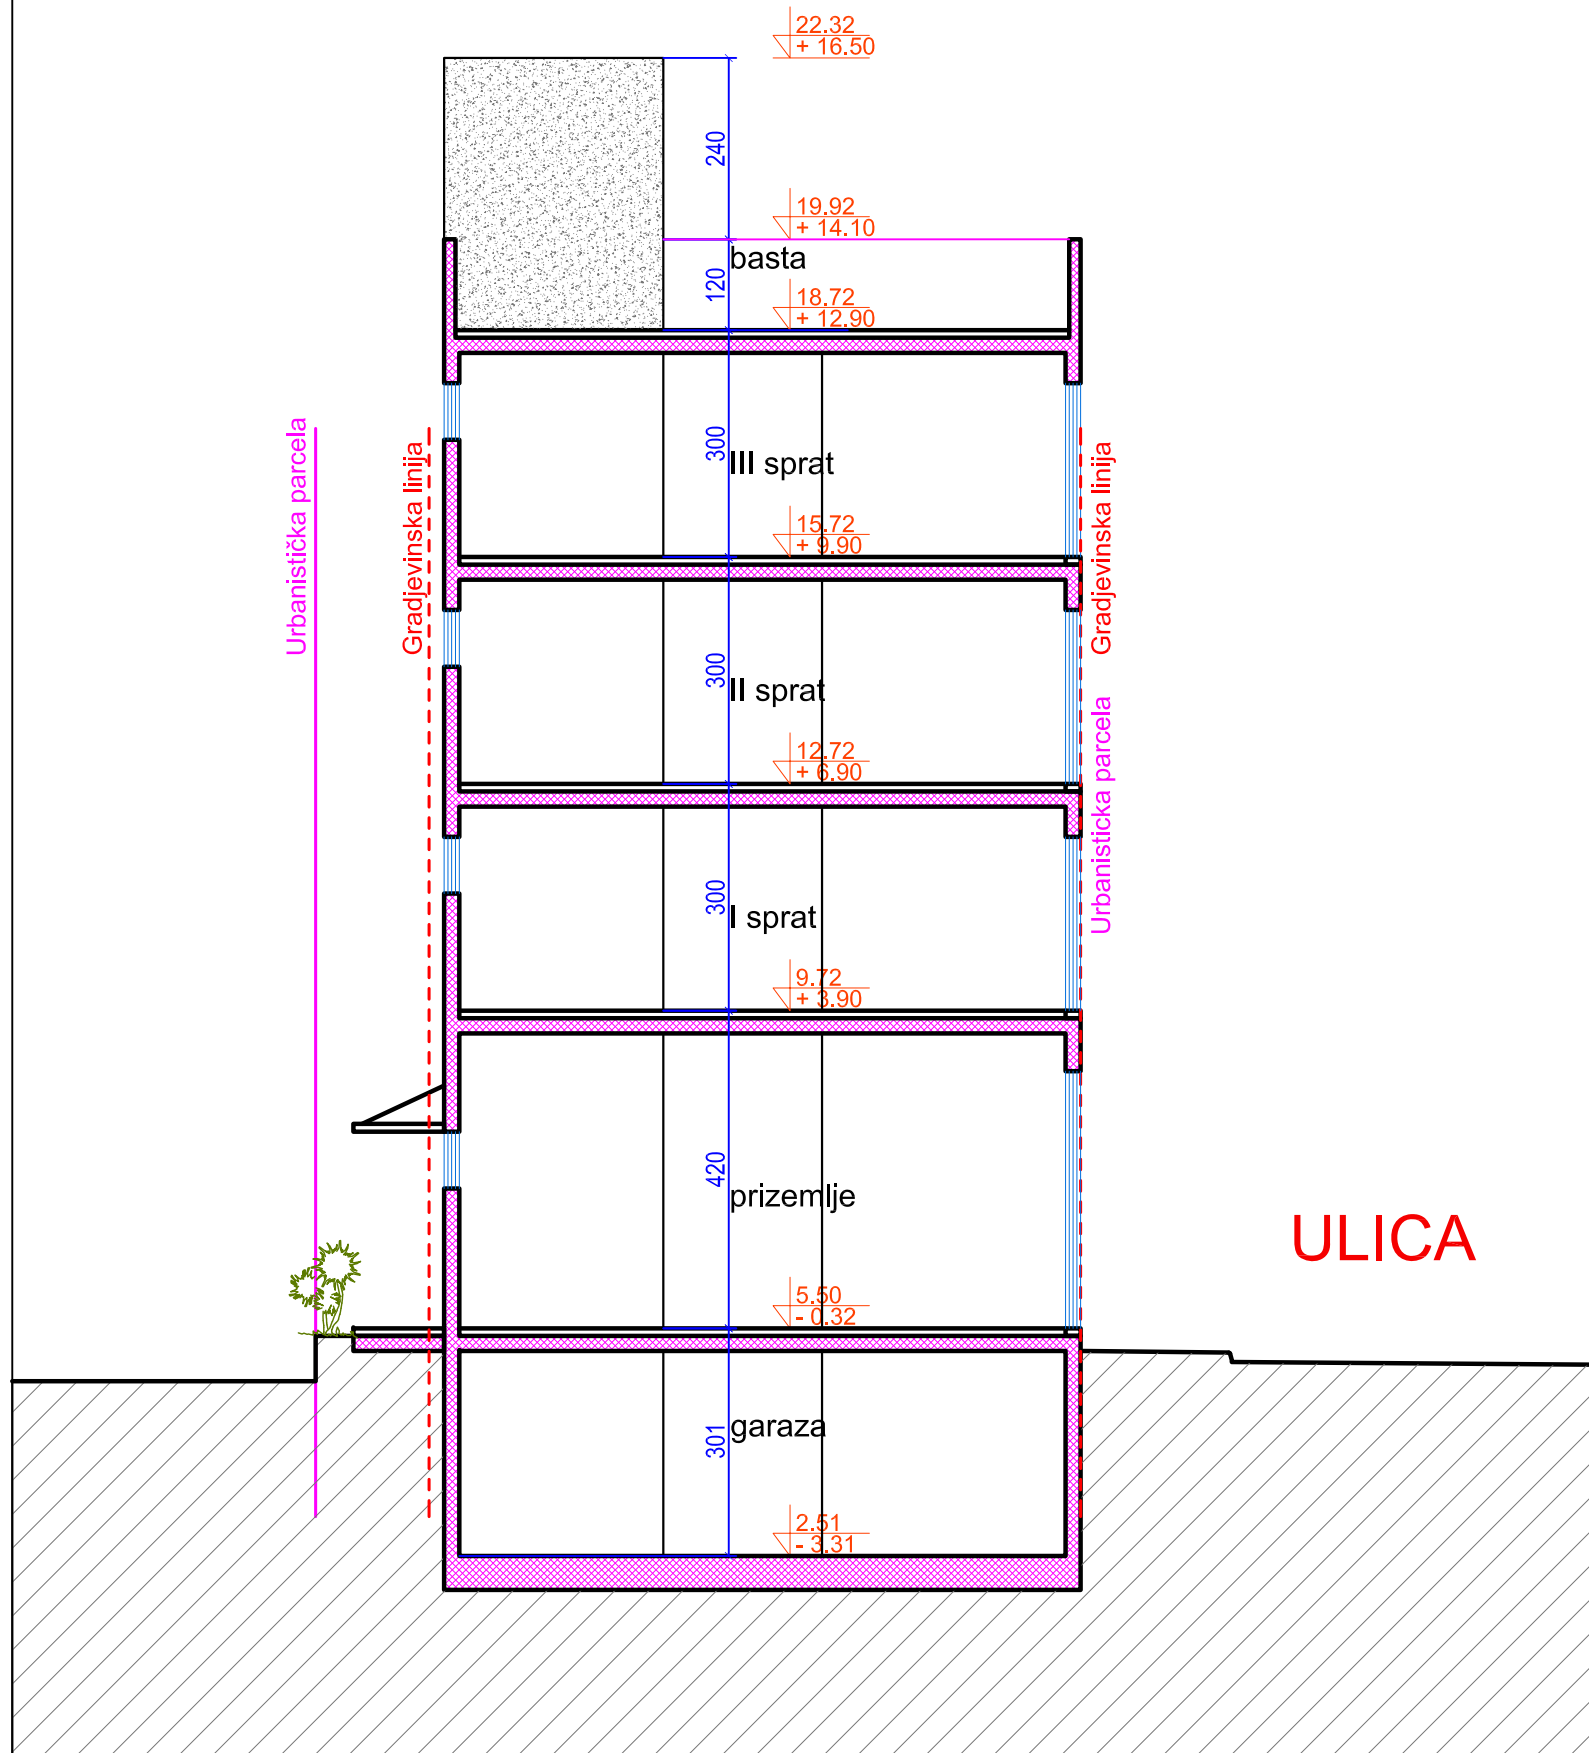 22.32
+ 16.50
240
19.92
+ 14.10
basta
120
18.72
+ 12.90
Urbanistička parcela
Gradjevinska linija
300
III sprat
Gradjevinska linija
15.72
+ 9.90
300
II sprat
Urbanisticka parcela
12.72
+ 6.90
300
I sprat
9.72
+ 3.90
420
prizemlje
ULICA
5.50
- 0.32
301
garaza
2.51
- 3.31